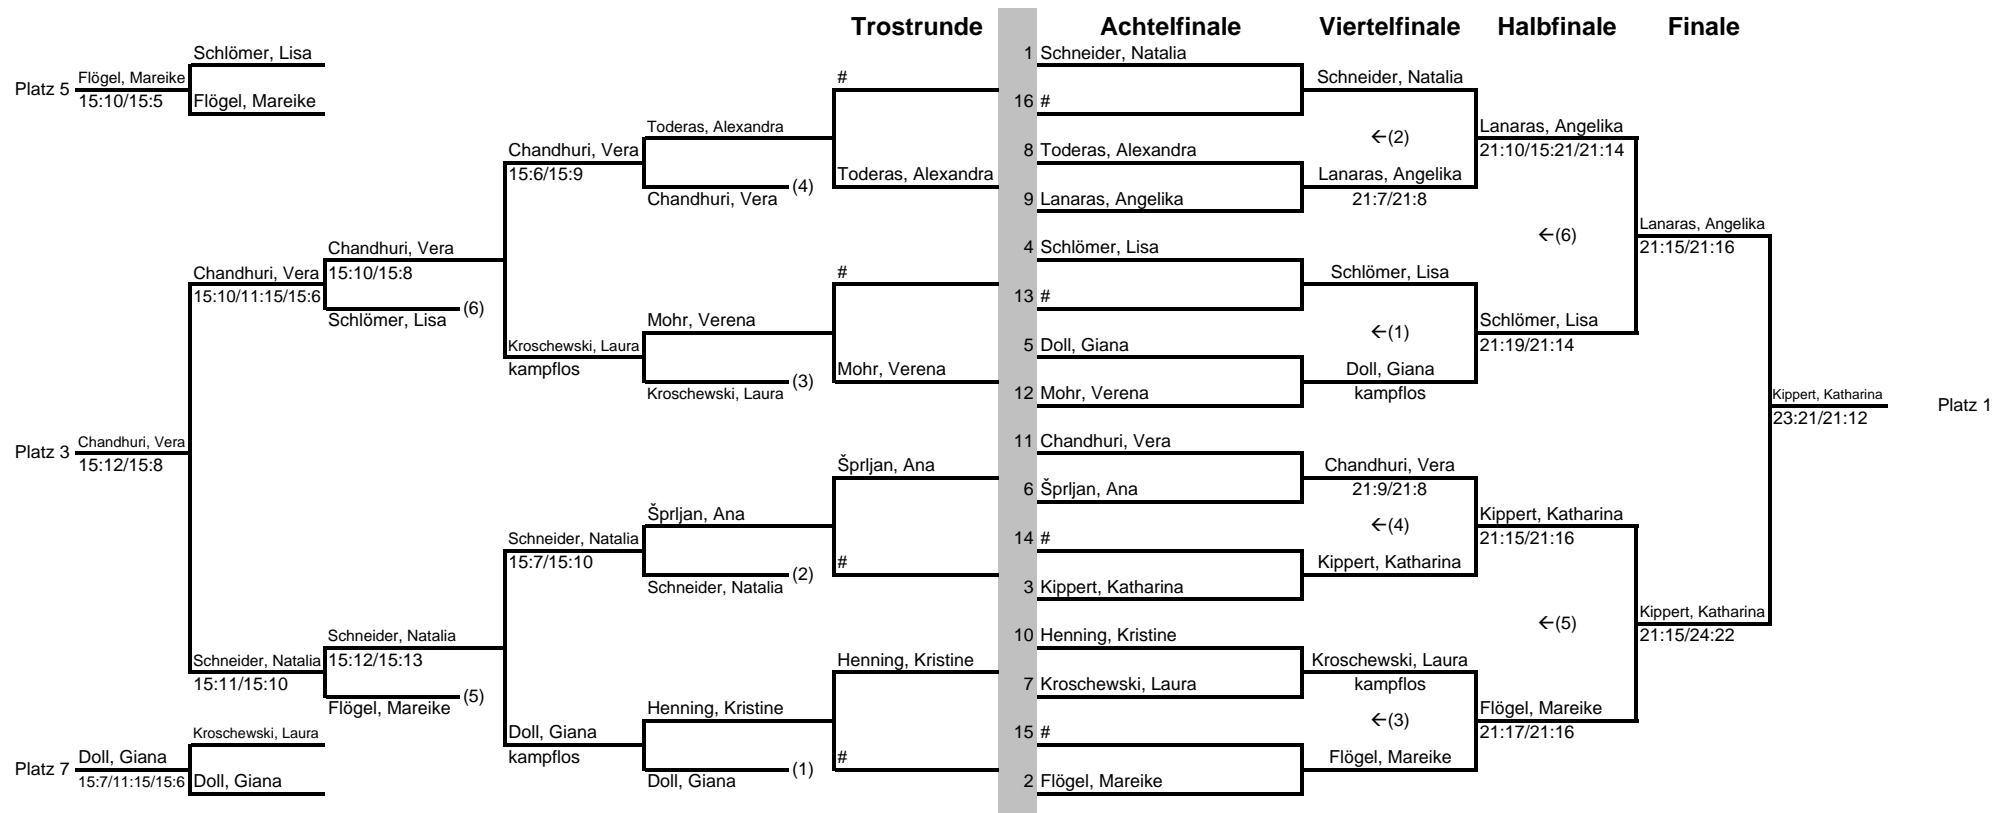 Trostrunde Achtelfinale Viertelfinale Halbfinale Finale
Schlömer, Lisa 1 Schneider, Natalia
Platz 5 Flögel, Mareike # Schneider, Natalia
15:10/15:5 Flögel, Mareike 16 #
Toderas, Alexandra ←(2) Lanaras, Angelika
Chandhuri, Vera 8 Toderas, Alexandra 21:10/15:21/21:14
15:6/15:9 Toderas, Alexandra Lanaras, Angelika
(4)
Chandhuri, Vera 9 Lanaras, Angelika 21:7/21:8
Lanaras, Angelika
Chandhuri, Vera 4 Schlömer, Lisa ←(6) 21:15/21:16
Chandhuri, Vera 15:10/15:8 # Schlömer, Lisa
15:10/11:15/15:6 13 #
(6)
Schlömer, Lisa Mohr, Verena ←(1) Schlömer, Lisa
Kroschewski, Laura 5 Doll, Giana 21:19/21:14
kampflos Mohr, Verena Doll, Giana
(3)
Kroschewski, Laura 12 Mohr, Verena kampflos Kippert, Katharina Platz 1
23:21/21:12
Platz 3 Chandhuri, Vera 11 Chandhuri, Vera
15:12/15:8 Šprljan, Ana Chandhuri, Vera
6 Šprljan, Ana 21:9/21:8
Šprljan, Ana ←(4) Kippert, Katharina
Schneider, Natalia 14 # 21:15/21:16
15:7/15:10 # Kippert, Katharina
(2)
Schneider, Natalia 3 Kippert, Katharina
Kippert, Katharina
Schneider, Natalia 10 Henning, Kristine ←(5) 21:15/24:22
Schneider, Natalia 15:12/15:13 Henning, Kristine Kroschewski, Laura
15:11/15:10 7 Kroschewski, Laura kampflos
(5)
Flögel, Mareike Henning, Kristine ←(3) Flögel, Mareike
Kroschewski, Laura Doll, Giana 15 # 21:17/21:16
Platz 7 Doll, Giana kampflos # Flögel, Mareike
(1)
15:7/11:15/15:6 Doll, Giana Doll, Giana 2 Flögel, Mareike